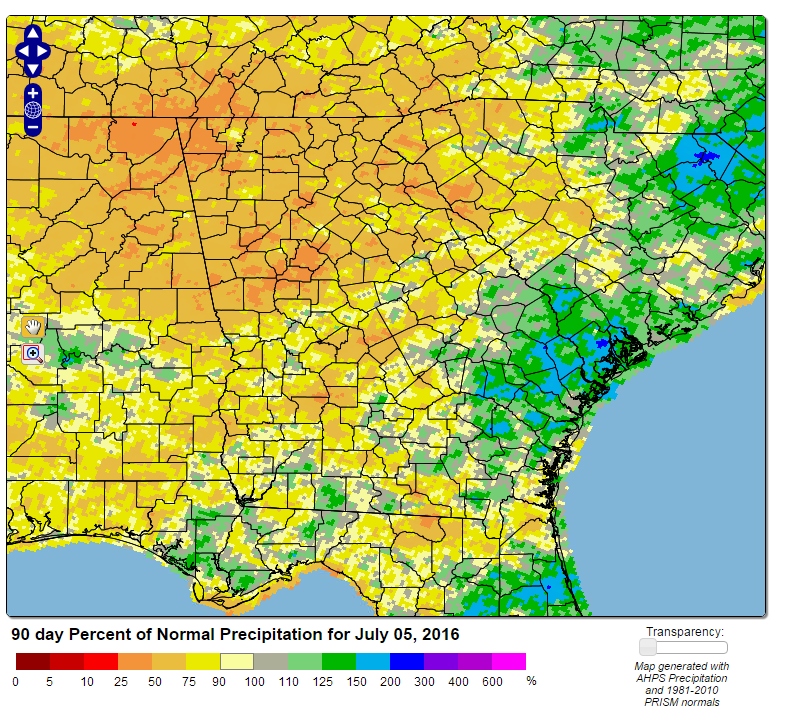 90 day Percent of Normal Precipitation for July 05, 2016
Transparency:
0 5 10 25 50 75 90 100 110 125 150 200 300 400 600 %
Map generated with
AHPS Precipitation
and 1981-2010
PRISM normals